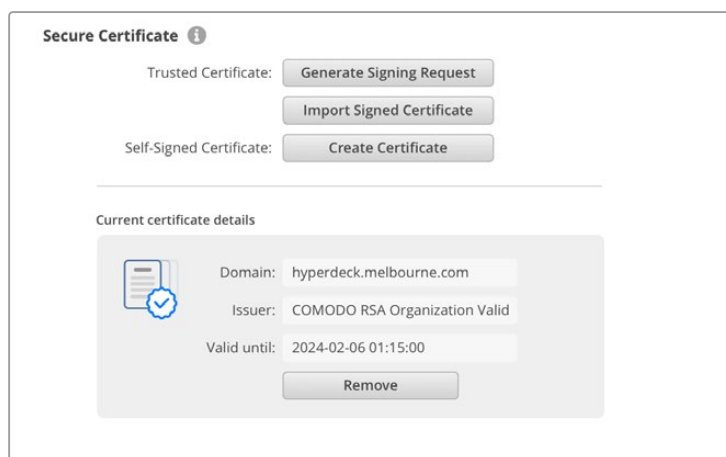 Secure Certificate i
Trusted Certificate: Generate Signing Request
Import Signed Certificate
Self-Signed Certificate: Create Certificate
Current certificate details
Domain: hyperdeck.melbourne.com
Issuer: COMODO RSA Organization Valid
Valid until: 2024-02-06 01:15:00
Remove